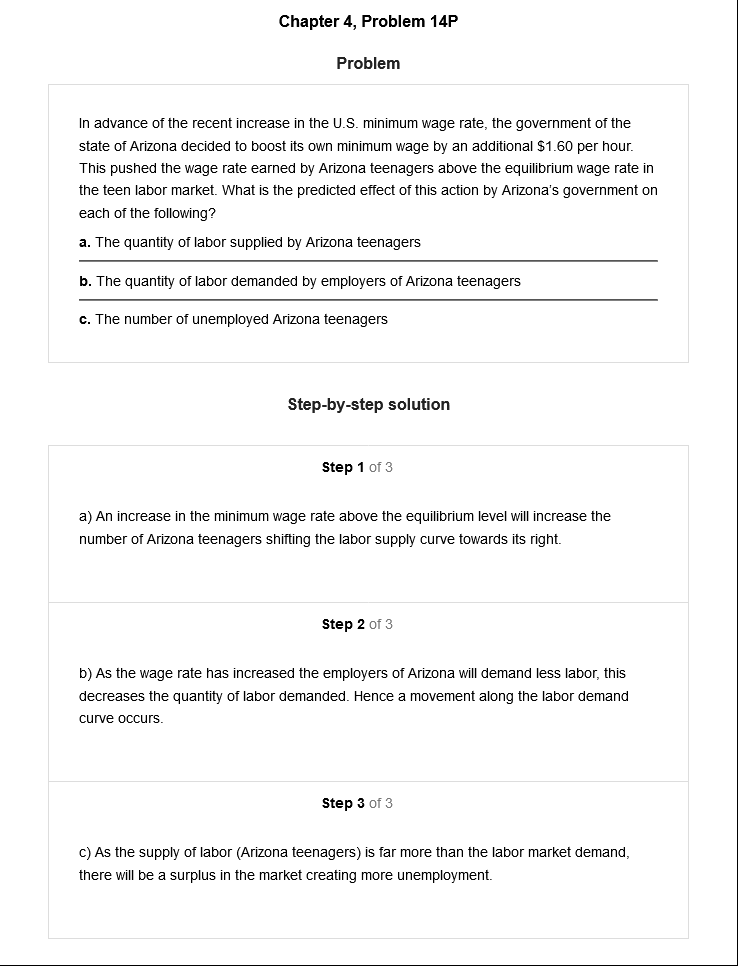 Chapter 4, Problem 14P
Problem
In advance of the recent increase in the U.S. minimum wage rate, the government of the
state of Arizona decided to boost its own minimum wage by an additional $1.60 per hour.
This pushed the wage rate earned by Arizona teenagers above the equilibrium wage rate in
the teen labor market. What is the predicted effect of this action by Arizona's government on
each of the following?
a. The quantity of labor supplied by Arizona teenagers
b. The quantity of labor demanded by employers of Arizona teenagers
c. The number of unemployed Arizona teenagers
Step-by-step solution
Step 1 of 3
a) An increase in the minimum wage rate above the equilibrium level will increase the
number of Arizona teenagers shifting the labor supply curve towards its right.
Step 2 of 3
b) As the wage rate has increased the employers of Arizona will demand less labor, this
decreases the quantity of labor demanded. Hence a movement along the labor demand
curve occurs.
Step 3 of 3
c) As the supply of labor (Arizona teenagers) is far more than the labor market demand,
there will be a surplus in the market creating more unemployment.